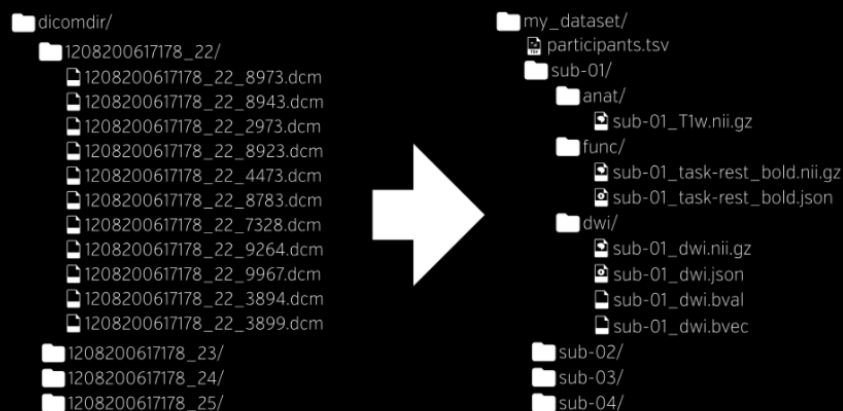 dicomdir/
1208200617178_22/
1208200617178_22_8973.dcm
1208200617178_22_8943.dcm
1208200617178_22_2973.dcm
1208200617178_22_8923.dcm
1208200617178_22_4473.dcm
1208200617178_22_8783.dcm
1208200617178_22_7328.dcm
1208200617178_22_9264.dcm
1208200617178_22_9967.dcm
1208200617178_22_3894.dcm
1208200617178_22_3899.dcm
1208200617178_23/
1208200617178_24/
1208200617178_25/
my_dataset/
participants.tsv
sub-01/
anat/
sub-01_T1w.nii.gz
func/
sub-01_task-rest_bold.nii.gz
sub-01_task-rest_bold.json
dwi/
sub-01_dwi.nii.gz
sub-01_dwi.json
sub-01_dwi.bval
sub-01_dwi.bvec
sub-02/
sub-03/
sub-04/